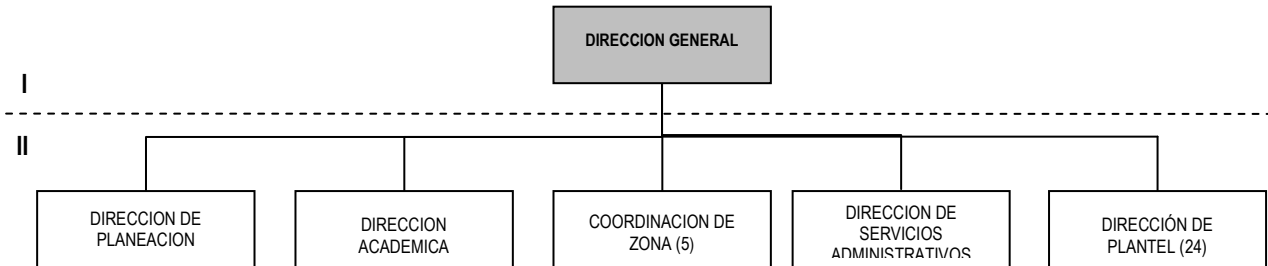 DIRECCION GENERAL
I
II
DIRECCION DE
PLANEACION
DIRECCION
ACADEMICA
COORDINACION DE
ZONA (5)
DIRECCION DE
SERVICIOS
ADMINISTRATIVOS
DIRECCIÓN DE
PLANTEL (24)